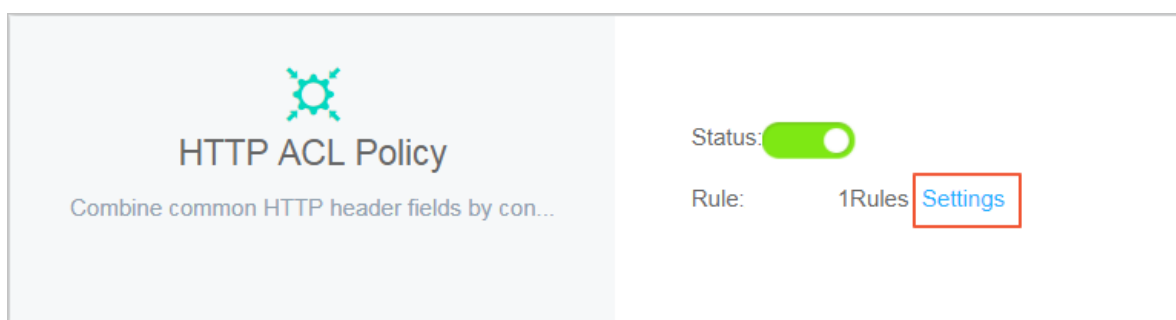 HTTP ACL Policy
Combine common HTTP header fields by con...
Status:
Rule: 1Rules Settings